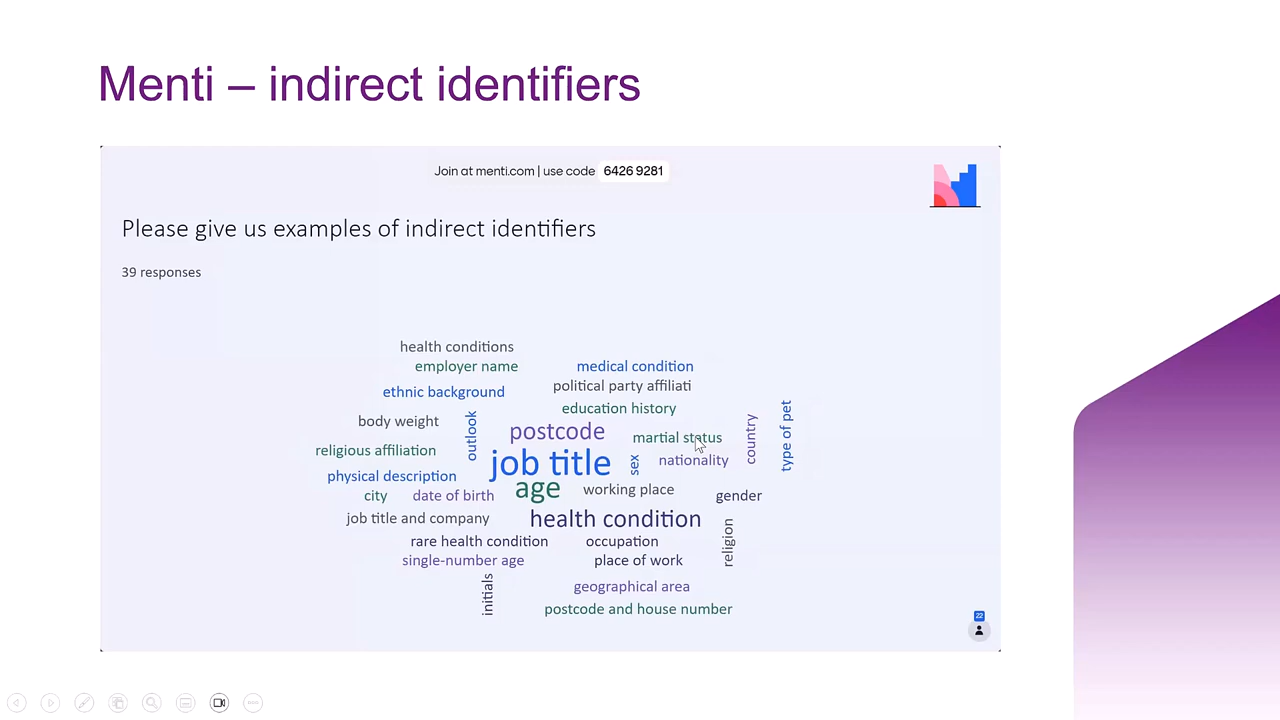 Menti – indirect identifiers
Join at menti.com | use code 6426 9281
Please give us examples of indirect identifiers
39 responses
health conditions
employer name
medical condition
political party affiliati
ethnic background
education history
body weight
outlook
postcode
martial status
country
type of pet
religious affiliation
job title
sex
nationality
physical description
age
working place
city
date of birth
gender
job title and company
health condition
religion
rare health condition
occupation
single-number age
place of work
initials
geographical area
postcode and house number
22